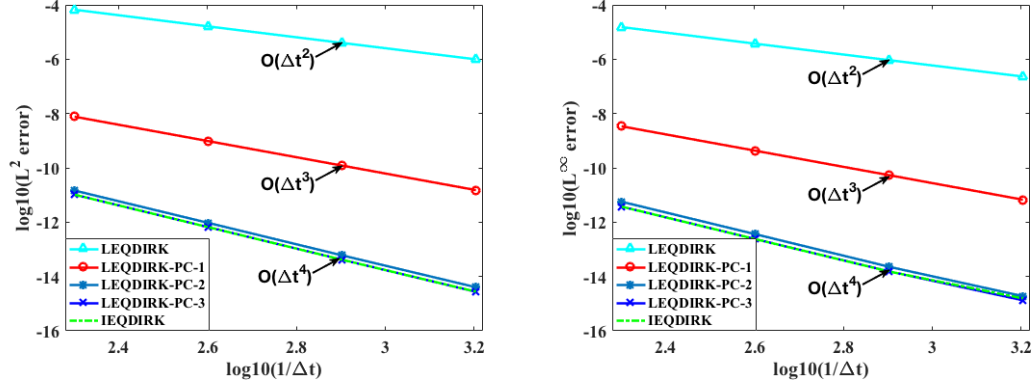 -4
-6
-8
-10
-12
-14
-16
log10(L² error)
O(Δt²)
O(Δt³)
O(Δt⁴)
LEQDIRK
LEQDIRK-PC-1
LEQDIRK-PC-2
LEQDIRK-PC-3
IEQDIRK
2.4 2.6 2.8 3 3.2
log10(1/Δt)
-4
-6
-8
-10
-12
-14
-16
log10(L^∞ error)
O(Δt²)
O(Δt³)
O(Δt⁴)
LEQDIRK
LEQDIRK-PC-1
LEQDIRK-PC-2
LEQDIRK-PC-3
IEQDIRK
2.4 2.6 2.8 3 3.2
log10(1/Δt)